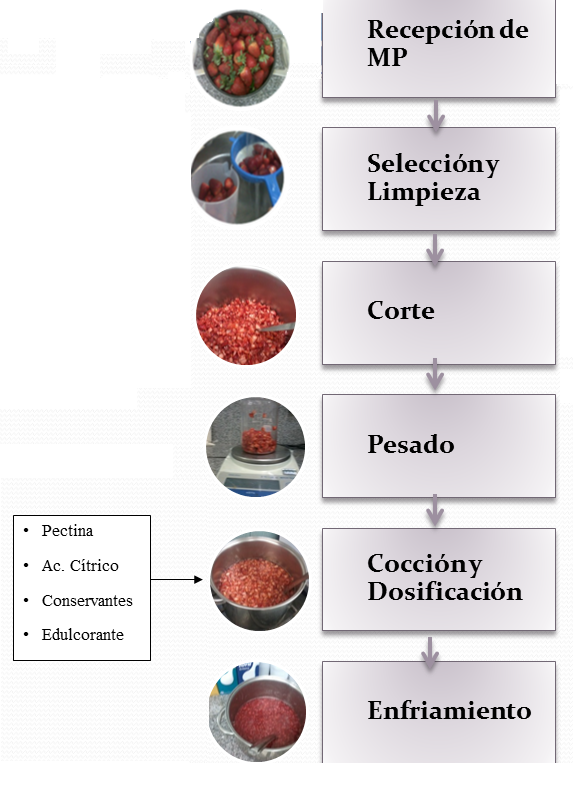 Recepción de
MP
Selección y
Limpieza
Corte
Pesado
• Pectina
• Ac. Cítrico
• Conservantes
• Edulcorante
Cocción y
Dosificación
Enfriamiento